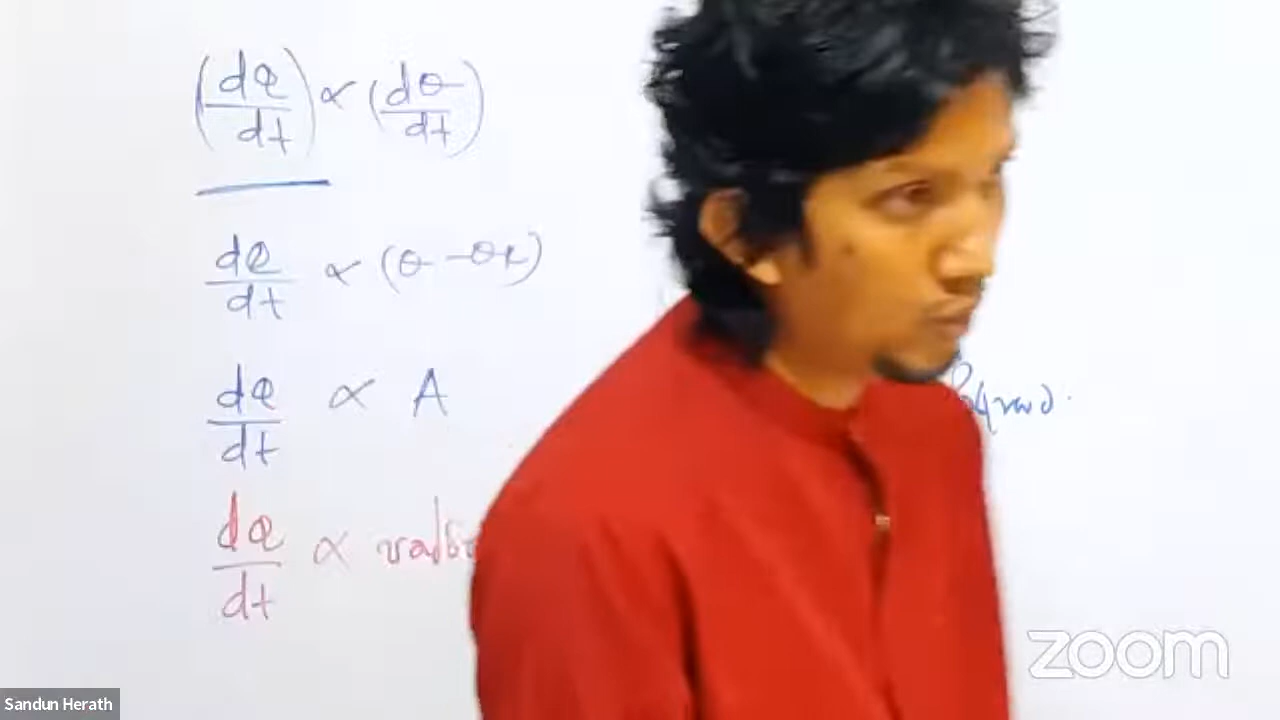 (dQ/dt) ∝ (dθ/dt)
dQ/dt ∝ (θ - θR)
dQ/dt ∝ A
dQ/dt ∝
zoom
Sandun Herath